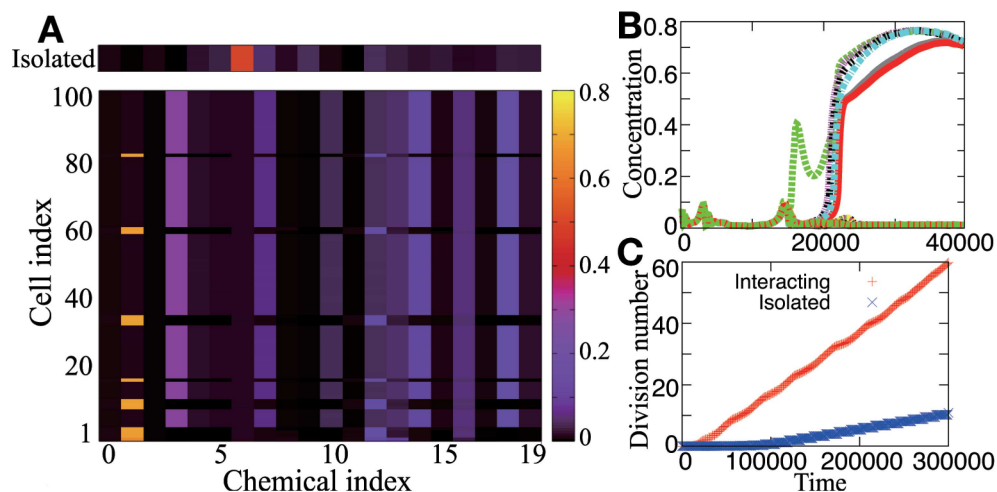 A
Isolated
100
80
60
40
20
1
Cell index
0
5
10
15
19
Chemical index
0.8
0.6
0.4
0.2
0
B
0.8
0.6
0.4
0.2
0
Concentration
0
20000
40000
C
60
40
20
0
Division number
Interacting
Isolated
0
100000
200000
300000
Time